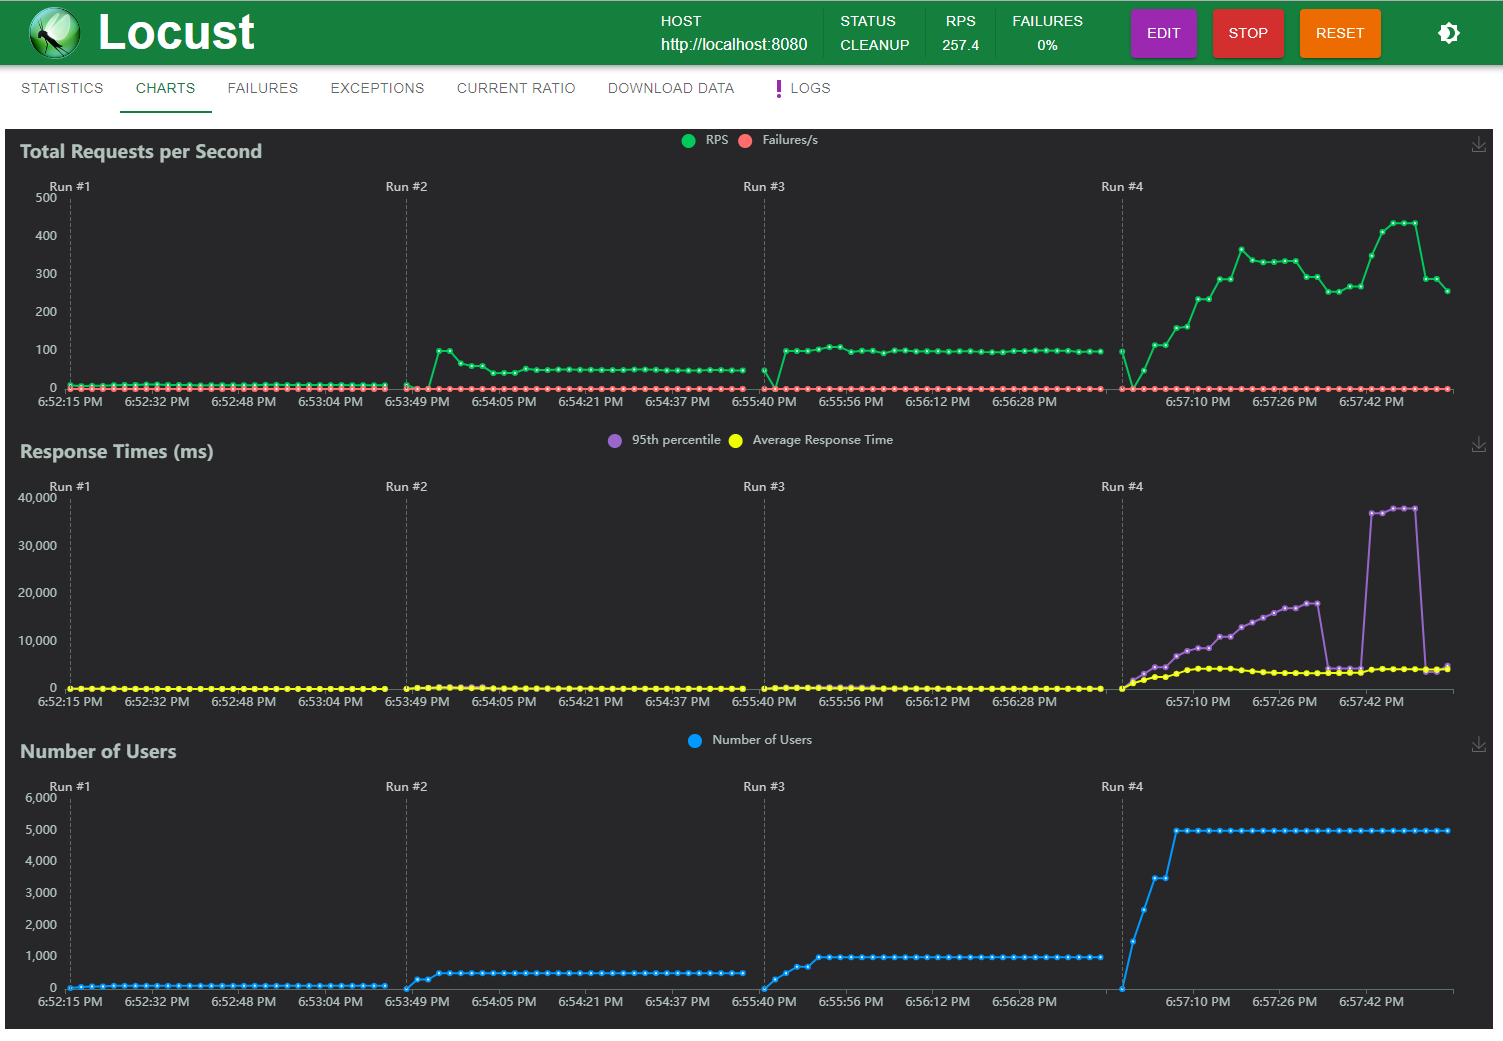 Locust
HOST
http://localhost:8080
STATUS
CLEANUP
RPS
257.4
FAILURES
0%
EDIT
STOP
RESET
STATISTICS CHARTS FAILURES EXCEPTIONS CURRENT RATIO DOWNLOAD DATA LOGS
Total Requests per Second
RPS Failures/s
Run #1 Run #2 Run #3 Run #4
500
400
300
200
100
0
6:52:15 PM 6:52:32 PM 6:52:48 PM 6:53:04 PM 6:53:49 PM 6:54:05 PM 6:54:21 PM 6:54:37 PM 6:55:40 PM 6:55:56 PM 6:56:12 PM 6:56:28 PM 6:57:10 PM 6:57:26 PM 6:57:42 PM
Response Times (ms)
95th percentile Average Response Time
Run #1 Run #2 Run #3 Run #4
40,000
30,000
20,000
10,000
0
6:52:15 PM 6:52:32 PM 6:52:48 PM 6:53:04 PM 6:53:49 PM 6:54:05 PM 6:54:21 PM 6:54:37 PM 6:55:40 PM 6:55:56 PM 6:56:12 PM 6:56:28 PM 6:57:10 PM 6:57:26 PM 6:57:42 PM
Number of Users
Number of Users
Run #1 Run #2 Run #3 Run #4
6,000
5,000
4,000
3,000
2,000
1,000
0
6:52:15 PM 6:52:32 PM 6:52:48 PM 6:53:04 PM 6:53:49 PM 6:54:05 PM 6:54:21 PM 6:54:37 PM 6:55:40 PM 6:55:56 PM 6:56:12 PM 6:56:28 PM 6:57:10 PM 6:57:26 PM 6:57:42 PM